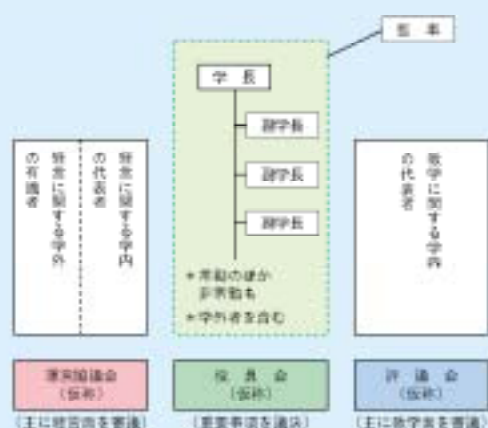 監 事
学 長
副学長
副学長
副学長
経営に関する学外
の有識者
経営に関する学内
の代表者
教学に関する学内
の代表者
*常勤のほか
非常勤も
*学外者を含む
運営協議会
(仮称)
(主に経営面を審議)
役 員 会
(仮称)
(重要事項を議決)
評 議 会
(仮称)
(主に教学面を審議)